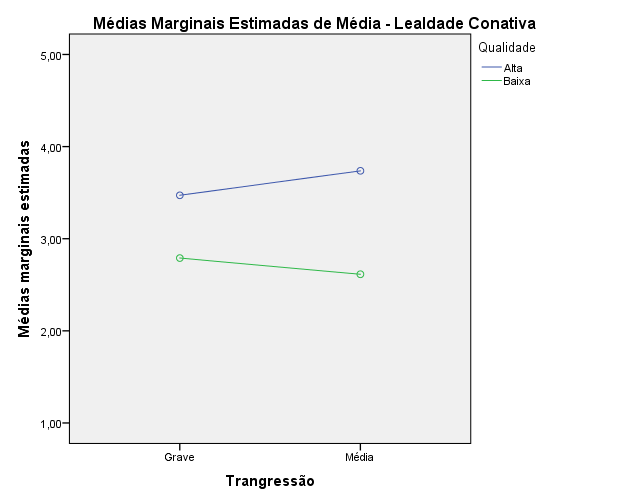 Médias Marginais Estimadas de Média - Lealdade Conativa
Qualidade
Alta
Baixa
5,00
4,00
3,00
2,00
1,00
Médias marginais estimadas
Grave
Média
Trangressão